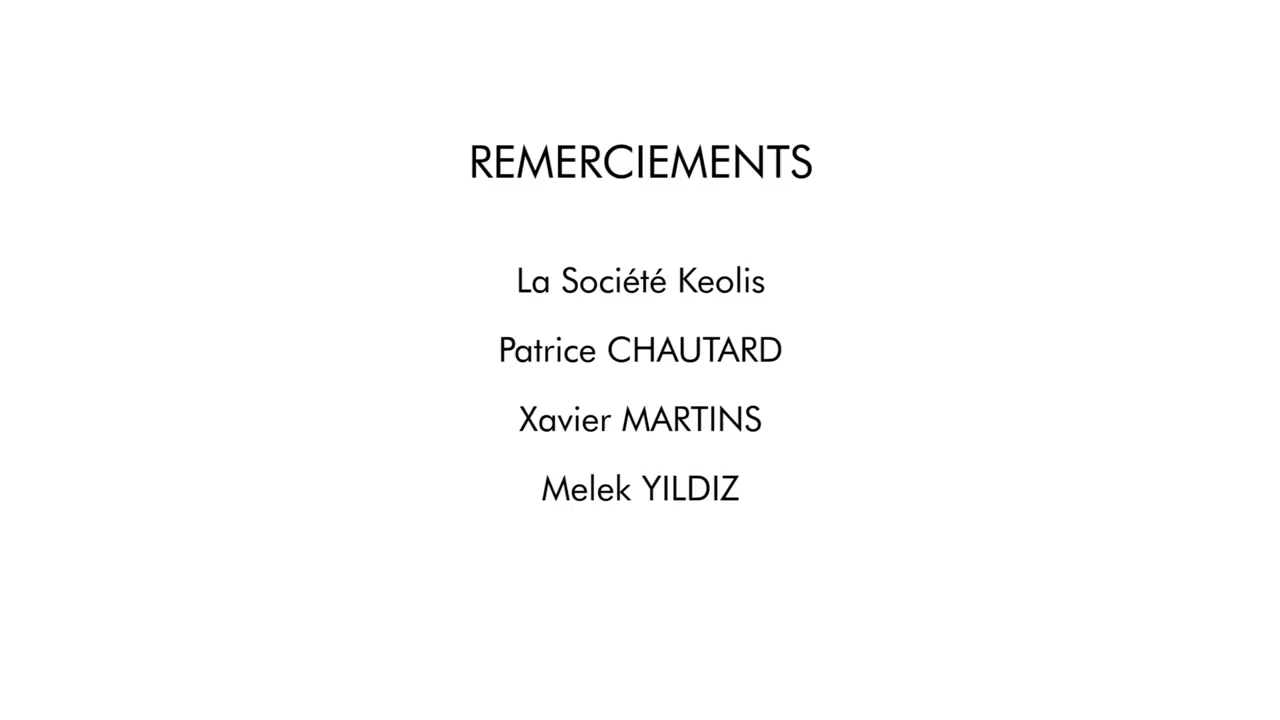 REMERCIEMENTS
La Société Keolis
Patrice CHAUTARD
Xavier MARTINS
Melek YILDIZ